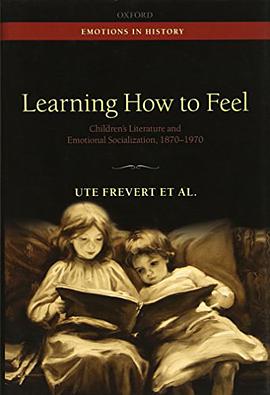 OXFORD
EMOTIONS IN HISTORY
Learning How to Feel
Children's Literature and
Emotional Socialization, 1870–1970
UTE FREVERT ET AL.